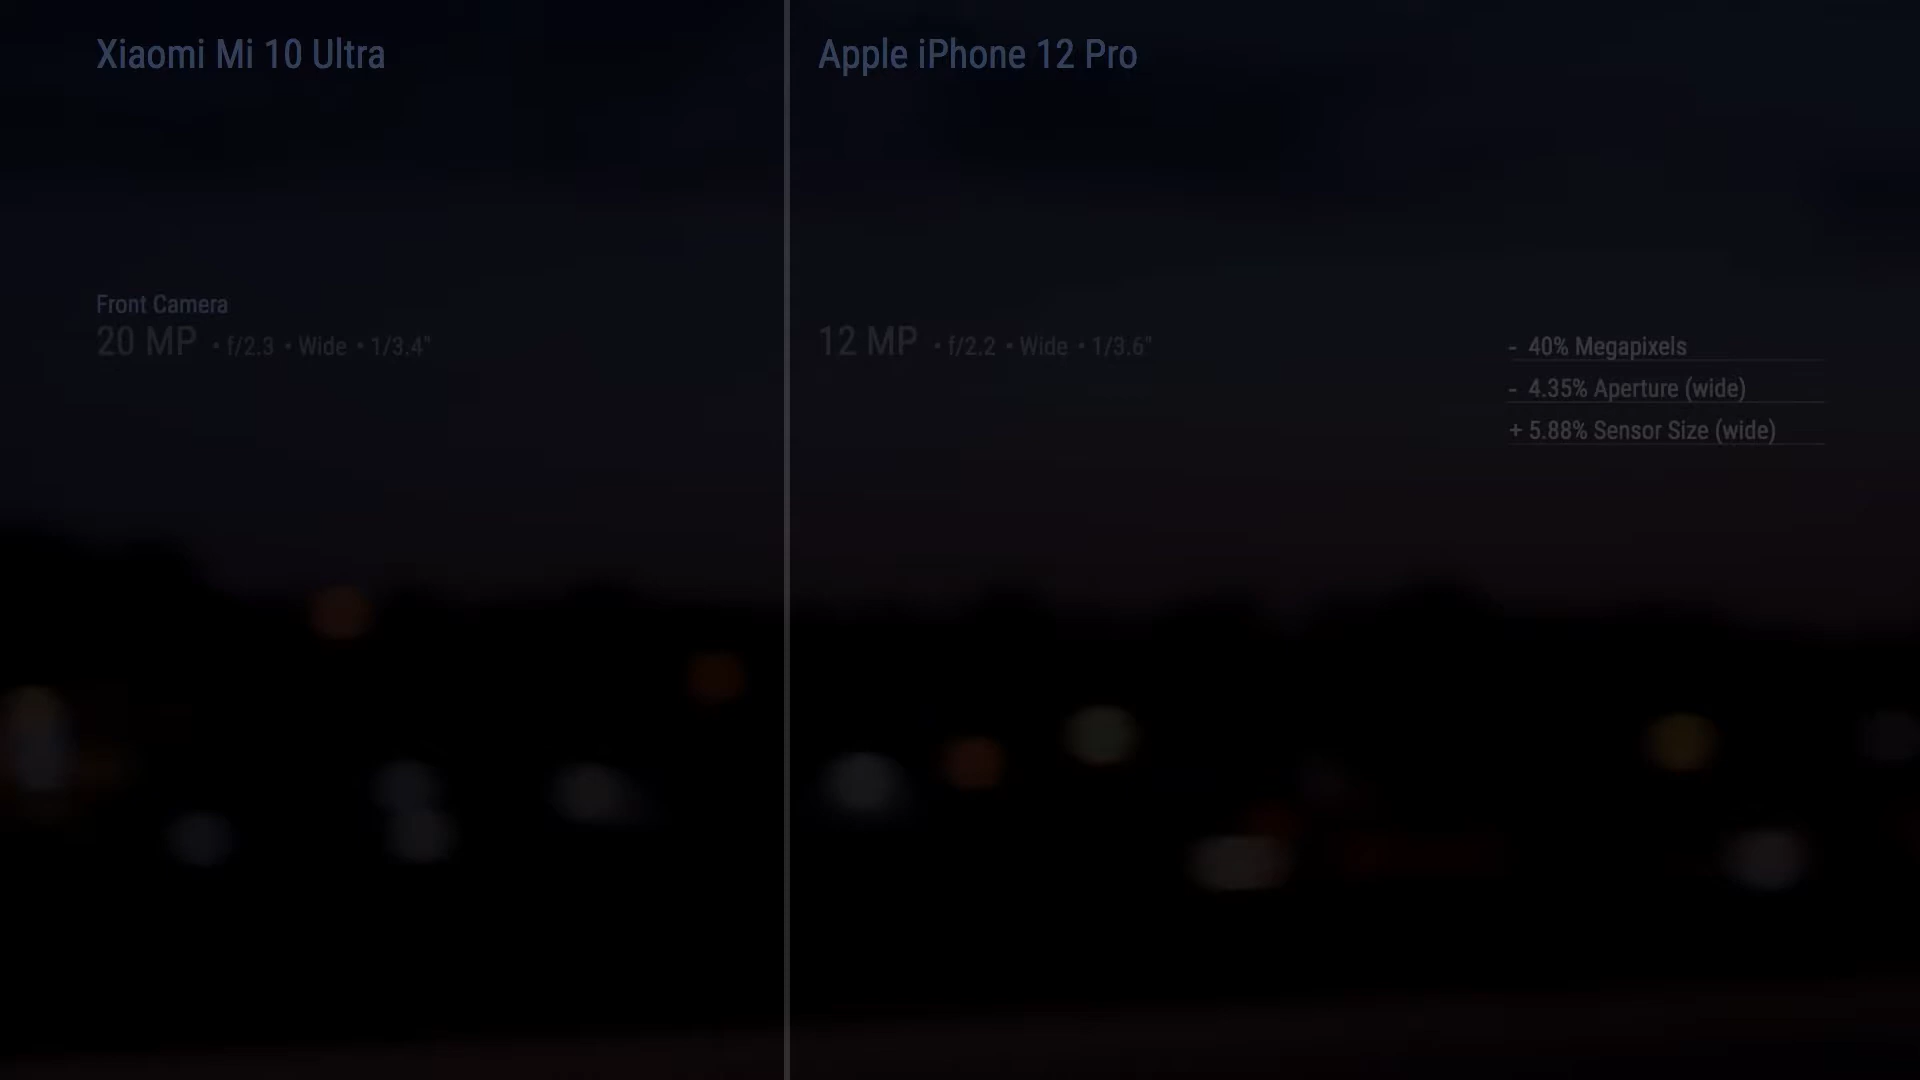 Xiaomi Mi 10 Ultra
Apple iPhone 12 Pro
Front Camera
20 MP • f/2.3 • Wide • 1/3.4"
12 MP • f/2.2 • Wide • 1/3.6"
- 40% Megapixels
- 4.35% Aperture (wide)
+ 5.88% Sensor Size (wide)